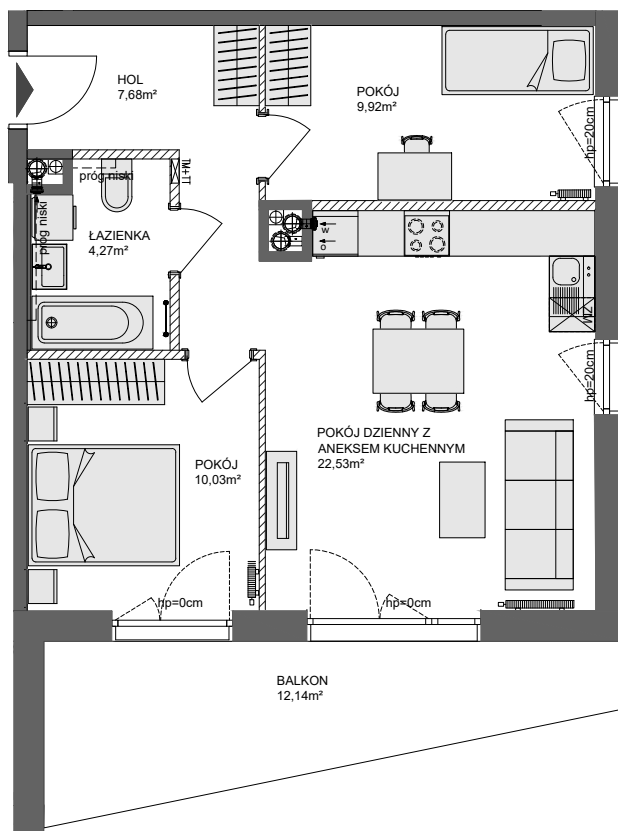 HOL
7,68m²
POKÓJ
9,92m²
hp=20cm
TM+TT
próg niski
próg niski
ŁAZIENKA
4,27m²
W
O
ZM
hp=20cm
POKÓJ DZIENNY Z
ANEKSEM KUCHENNYM
22,53m²
POKÓJ
10,03m²
hp=0cm
hp=0cm
BALKON
12,14m²